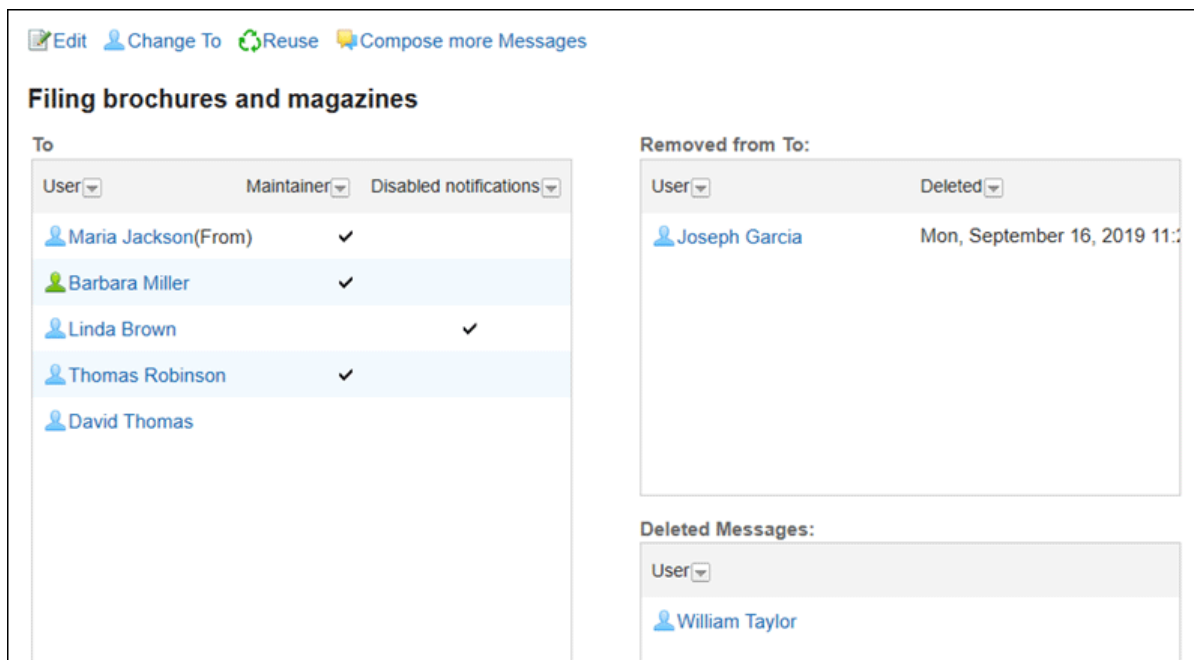 Edit Change To Reuse Compose more Messages
Filing brochures and magazines
To
User Maintainer Disabled notifications
Maria Jackson(From)
Barbara Miller
Linda Brown
Thomas Robinson
David Thomas
Removed from To:
User Deleted
Joseph Garcia Mon, September 16, 2019
Deleted Messages:
User
William Taylor